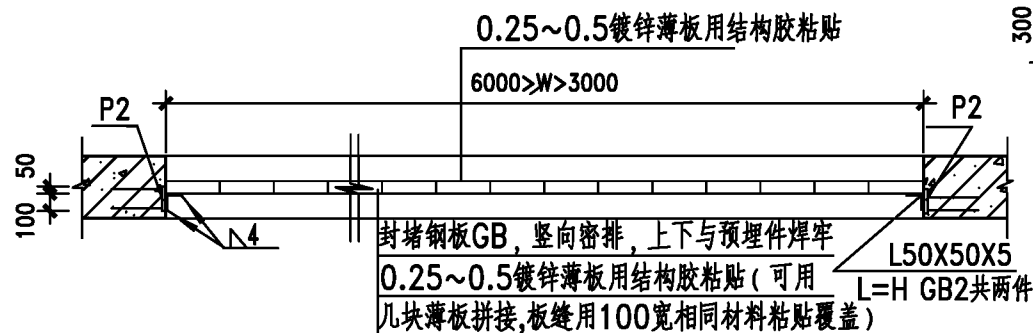 0.25~0.5镀锌薄板用结构胶粘贴
300
6000>W>3000
P2
P2
50
100
4
封堵钢板GB，竖向密排，上下与预埋件焊牢
0.25~0.5镀锌薄板用结构胶粘贴(可用
几块薄板拼接,板缝用100宽相同材料粘贴覆盖)
L50X50X5
L=H GB2共两件